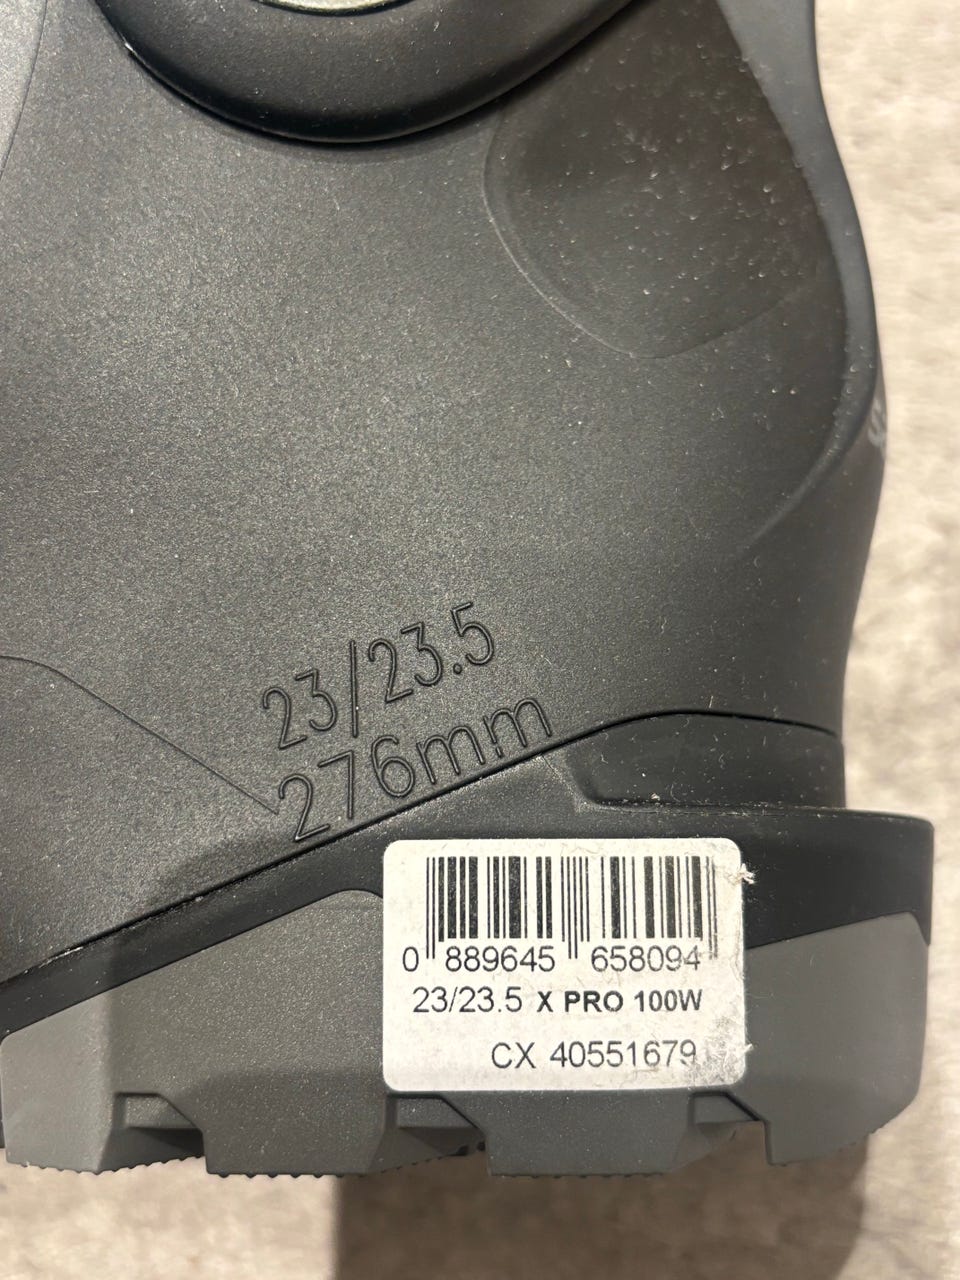 23/23.5
276mm
0 889645 658094
23/23.5 X PRO 100W
CX 40551679